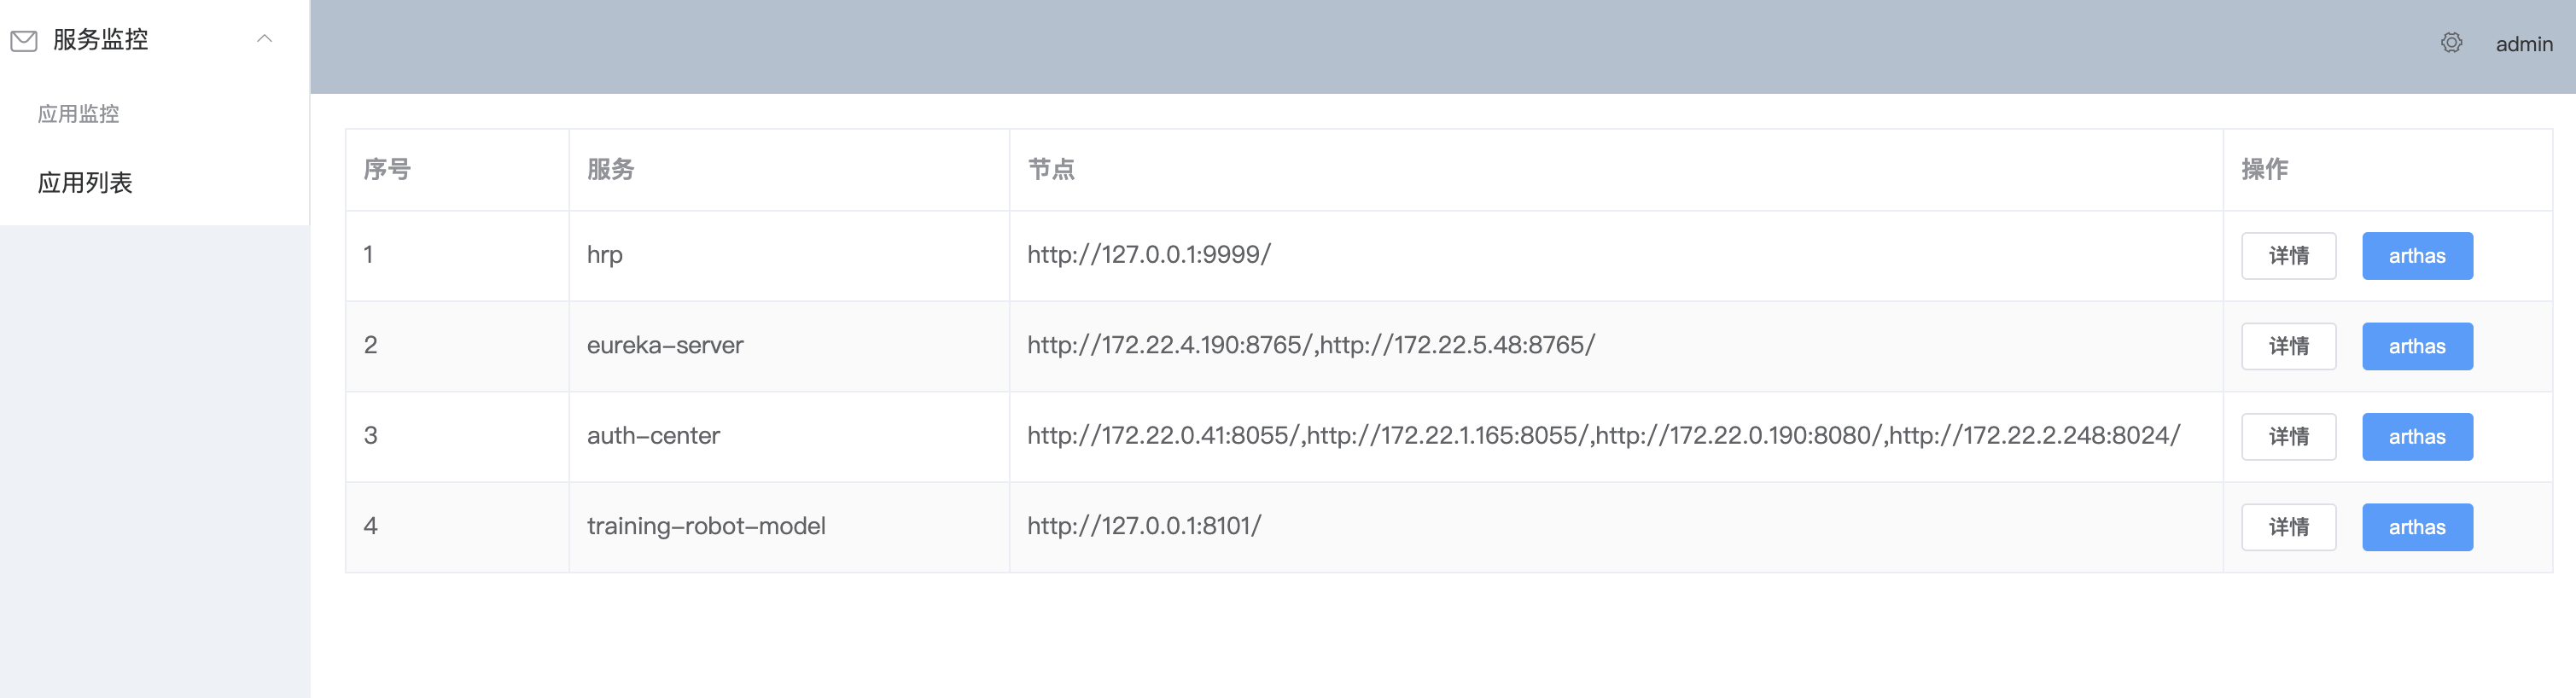 服务监控
admin
应用监控
应用列表
序号 服务 节点 操作
1 hrp http://127.0.0.1:9999/ 详情 arthas
2 eureka-server http://172.22.4.190:8765/,http://172.22.5.48:8765/ 详情 arthas
3 auth-center http://172.22.0.41:8055/,http://172.22.1.165:8055/,http://172.22.0.190:8080/,http://172.22.2.248:8024/ 详情 arthas
4 training-robot-model http://127.0.0.1:8101/ 详情 arthas